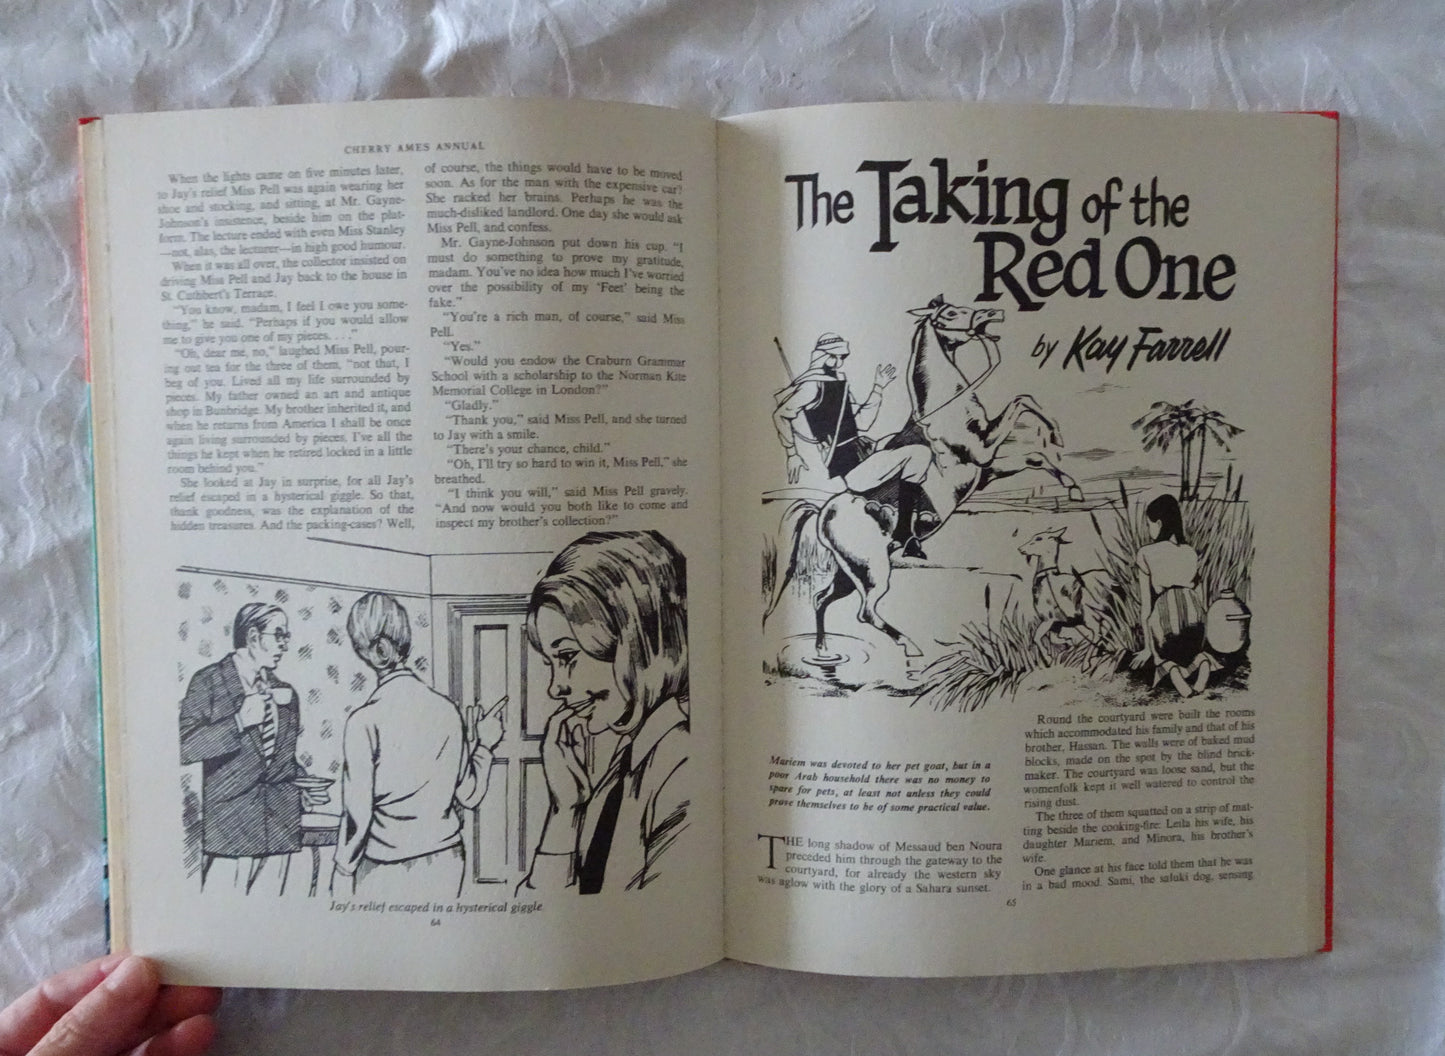 CHERRY AMES ANNUAL
When the lights came on five minutes later,
to Jay's relief Miss Pell was again wearing her
shoe and stocking, and sitting, at Mr. Gayne-
Johnson's insistence, beside him on the plat-
form. The lecture ended with even Miss Stanley
—not, alas, the lecturer—in high good humour.
When it was all over, the collector insisted on
driving Miss Pell and Jay back to the house in
St. Cuthbert's Terrace.
"You know, madam, I feel I owe you some-
thing," he said. "Perhaps if you would allow
me to give you one of my pieces. . . ."
"Oh, dear me, no," laughed Miss Pell, pour-
ing out tea for the three of them, "not that, I
beg of you. Lived all my life surrounded by
pieces. My father owned an art and antique
shop in Bunbridge. My brother inherited it, and
when he returns from America I shall be once
again living surrounded by pieces, I've all the
things he kept when he retired locked in a little
room behind you."
She looked at Jay in surprise, for all Jay's
relief escaped in a hysterical giggle. So that,
thank goodness, was the explanation of the
hidden treasures. And the packing-cases? Well,
of course, the things would have to be moved
soon. As for the man with the expensive car?
She racked her brains. Perhaps he was the
much-disliked landlord. One day she would ask
Miss Pell, and confess.
Mr. Gayne-Johnson put down his cup. "I
must do something to prove my gratitude,
madam. You've no idea how much I've worried
over the possibility of my 'Feet' being the
fake."
"You're a rich man, of course," said Miss
Pell.
"Yes."
"Would you endow the Craburn Grammar
School with a scholarship to the Norman Kite
Memorial College in London?"
"Gladly."
"Thank you," said Miss Pell, and she turned
to Jay with a smile.
"There's your chance, child."
"Oh, I'll try so hard to win it, Miss Pell," she
breathed.
"I think you will," said Miss Pell gravely.
"And now would you both like to come and
inspect my brother's collection?"
Jay's relief escaped in a hysterical giggle
64
The Taking of the
Red One
by Kay Farrell
Mariem was devoted to her pet goat, but in a
poor Arab household there was no money to
spare for pets, at least not unless they could
prove themselves to be of some practical value.
THE long shadow of Messaud ben Noura
preceded him through the gateway to the
courtyard, for already the western sky
was aglow with the glory of a Sahara sunset.
Round the courtyard were built the rooms
which accommodated his family and that of his
brother, Hassan. The walls were of baked mud
blocks, made on the spot by the blind brick-
maker. The courtyard was loose sand, but the
womenfolk kept it well watered to control the
rising dust.
The three of them squatted on a strip of mat-
ting beside the cooking-fire: Leila his wife, his
daughter Mariem, and Minora, his brother's
wife.
One glance at his face told them that he was
in a bad mood. Sami, the saluki dog, sensing
65